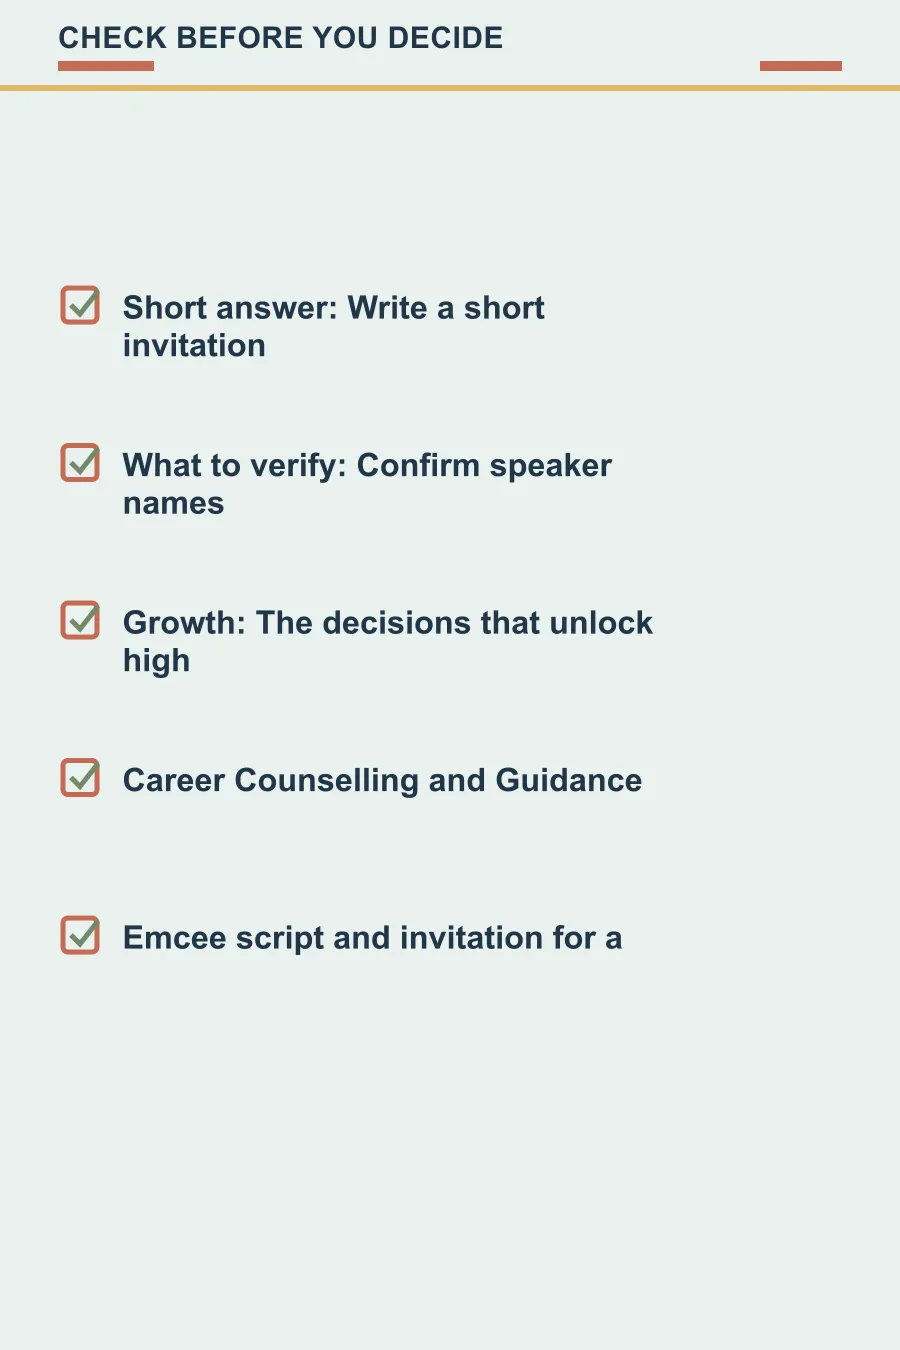 CHECK BEFORE YOU DECIDE
Short answer: Write a short
invitation
What to verify: Confirm speaker
names
Growth: The decisions that unlock
high
Career Counselling and Guidance
Emcee script and invitation for a